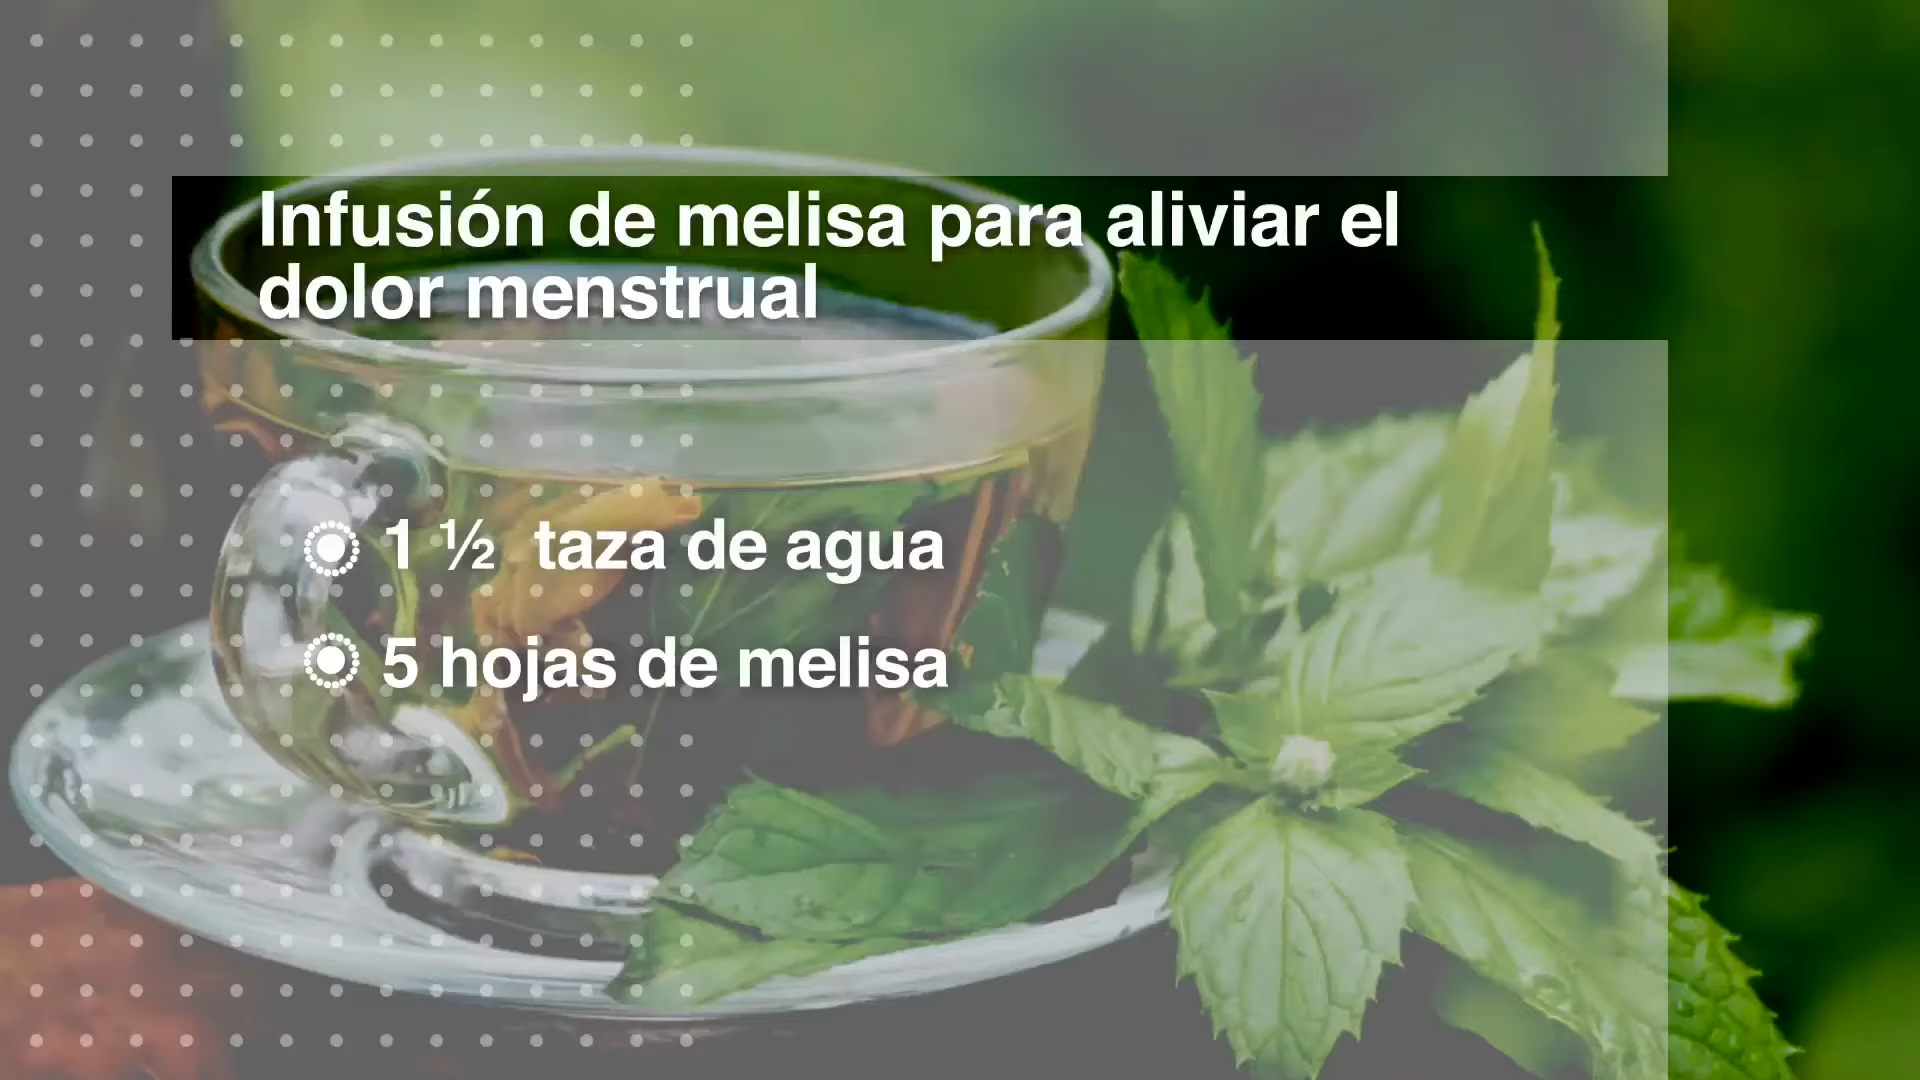 Infusión de melisa para aliviar el
dolor menstrual
1 ½ taza de agua
5 hojas de melisa